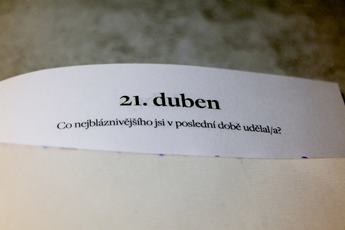 21. duben
Co nejbláznivějšího jsi v poslední době udělal/a?